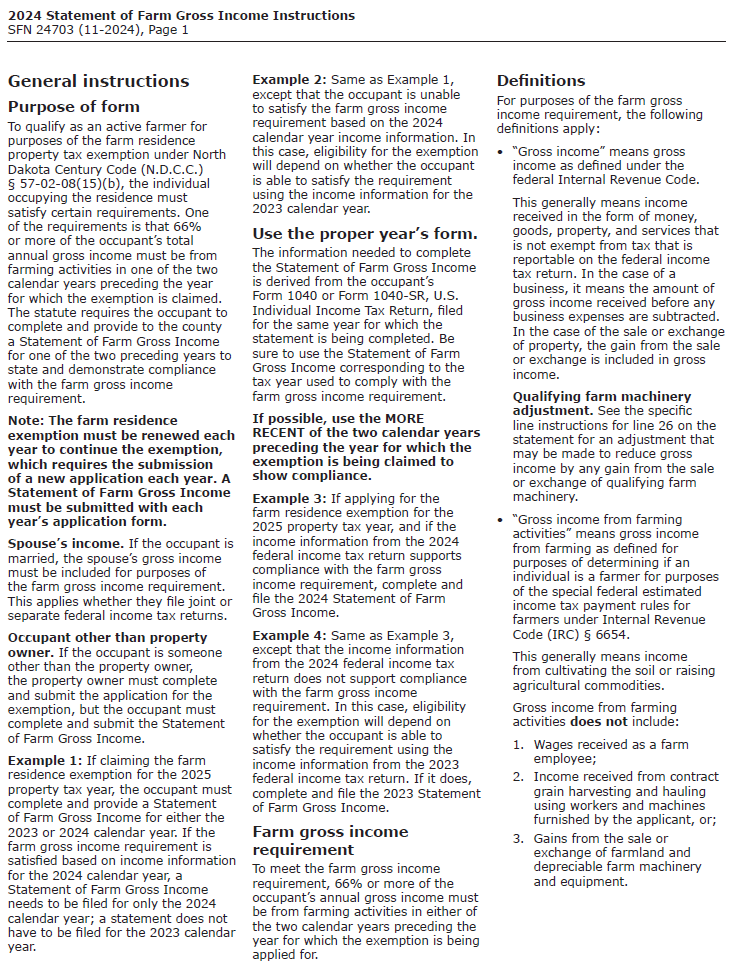 2024 Statement of Farm Gross Income Instructions
SFN 24703 (11-2024), Page 1
General instructions
Purpose of form
To qualify as an active farmer for
purposes of the farm residence
property tax exemption under North
Dakota Century Code (N.D.C.C.)
§ 57-02-08(15)(b), the individual
occupying the residence must
satisfy certain requirements. One
of the requirements is that 66%
or more of the occupant’s total
annual gross income must be from
farming activities in one of the two
calendar years preceding the year
for which the exemption is claimed.
The statute requires the occupant to
complete and provide to the county
a Statement of Farm Gross Income
for one of the two preceding years to
state and demonstrate compliance
with the farm gross income
requirement.
Note: The farm residence
exemption must be renewed each
year to continue the exemption,
which requires the submission
of a new application each year. A
Statement of Farm Gross Income
must be submitted with each
year’s application form.
Spouse’s income. If the occupant is
married, the spouse’s gross income
must be included for purposes of
the farm gross income requirement.
This applies whether they file joint or
separate federal income tax returns.
Occupant other than property
owner. If the occupant is someone
other than the property owner,
the property owner must complete
and submit the application for the
exemption, but the occupant must
complete and submit the Statement
of Farm Gross Income.
Example 1: If claiming the farm
residence exemption for the 2025
property tax year, the occupant must
complete and provide a Statement
of Farm Gross Income for either the
2023 or 2024 calendar year. If the
farm gross income requirement is
satisfied based on income information
for the 2024 calendar year, a
Statement of Farm Gross Income
needs to be filed for only the 2024
calendar year; a statement does not
have to be filed for the 2023 calendar
year.
Example 2: Same as Example 1,
except that the occupant is unable
to satisfy the farm gross income
requirement based on the 2024
calendar year income information. In
this case, eligibility for the exemption
will depend on whether the occupant
is able to satisfy the requirement
using the income information for the
2023 calendar year.
Use the proper year’s form.
The information needed to complete
the Statement of Farm Gross Income
is derived from the occupant’s
Form 1040 or Form 1040-SR, U.S.
Individual Income Tax Return, filed
for the same year for which the
statement is being completed. Be
sure to use the Statement of Farm
Gross Income corresponding to the
tax year used to comply with the
farm gross income requirement.
If possible, use the MORE
RECENT of the two calendar years
preceding the year for which the
exemption is being claimed to
show compliance.
Example 3: If applying for the
farm residence exemption for the
2025 property tax year, and if the
income information from the 2024
federal income tax return supports
compliance with the farm gross
income requirement, complete and
file the 2024 Statement of Farm
Gross Income.
Example 4: Same as Example 3,
except that the income information
from the 2024 federal income tax
return does not support compliance
with the farm gross income
requirement. In this case, eligibility
for the exemption will depend on
whether the occupant is able to
satisfy the requirement using the
income information from the 2023
federal income tax return. If it does,
complete and file the 2023 Statement
of Farm Gross Income.
Farm gross income
requirement
To meet the farm gross income
requirement, 66% or more of the
occupant’s annual gross income must
be from farming activities in either of
the two calendar years preceding the
year for which the exemption is being
applied for.
Definitions
For purposes of the farm gross
income requirement, the following
definitions apply:
• “Gross income” means gross
income as defined under the
federal Internal Revenue Code.
This generally means income
received in the form of money,
goods, property, and services that
is not exempt from tax that is
reportable on the federal income
tax return. In the case of a
business, it means the amount of
gross income received before any
business expenses are subtracted.
In the case of the sale or exchange
of property, the gain from the sale
or exchange is included in gross
income.
Qualifying farm machinery
adjustment. See the specific
line instructions for line 26 on the
statement for an adjustment that
may be made to reduce gross
income by any gain from the sale
or exchange of qualifying farm
machinery.
• “Gross income from farming
activities” means gross income
from farming as defined for
purposes of determining if an
individual is a farmer for purposes
of the special federal estimated
income tax payment rules for
farmers under Internal Revenue
Code (IRC) § 6654.
This generally means income
from cultivating the soil or raising
agricultural commodities.
Gross income from farming
activities does not include:
1. Wages received as a farm
employee;
2. Income received from contract
grain harvesting and hauling
using workers and machines
furnished by the applicant, or;
3. Gains from the sale or
exchange of farmland and
depreciable farm machinery
and equipment.